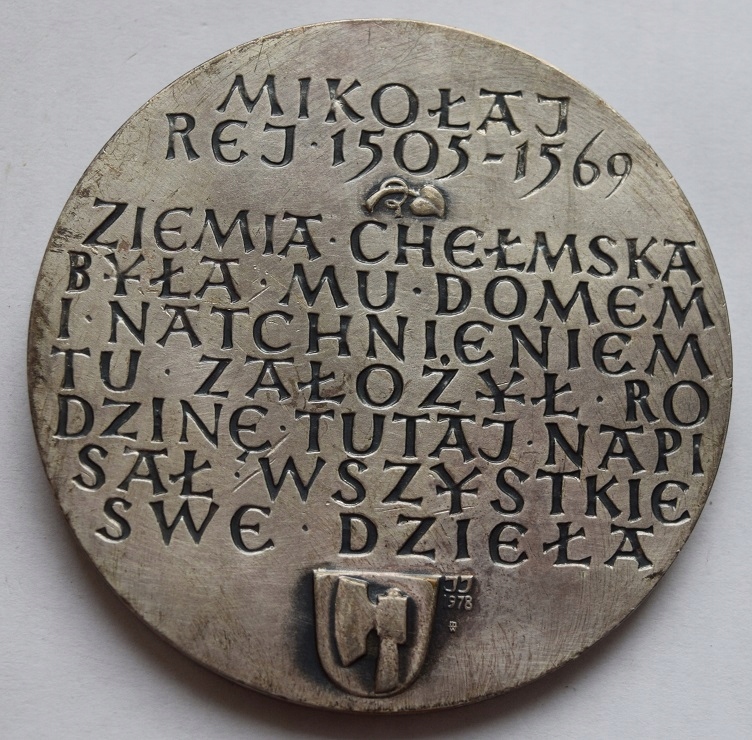 MIKOŁAJ
REJ · 1505-1569
ZIEMIA · CHEŁMSKA
BYŁA · MU · DOMEM
I · NATCHNIENIEM
TU · ZAŁOŻYŁ · RO
DZINĘ · TUTAJ · NAPI
SAŁ · WSZYSTKIE
SWE · DZIEŁA
JJ
1978